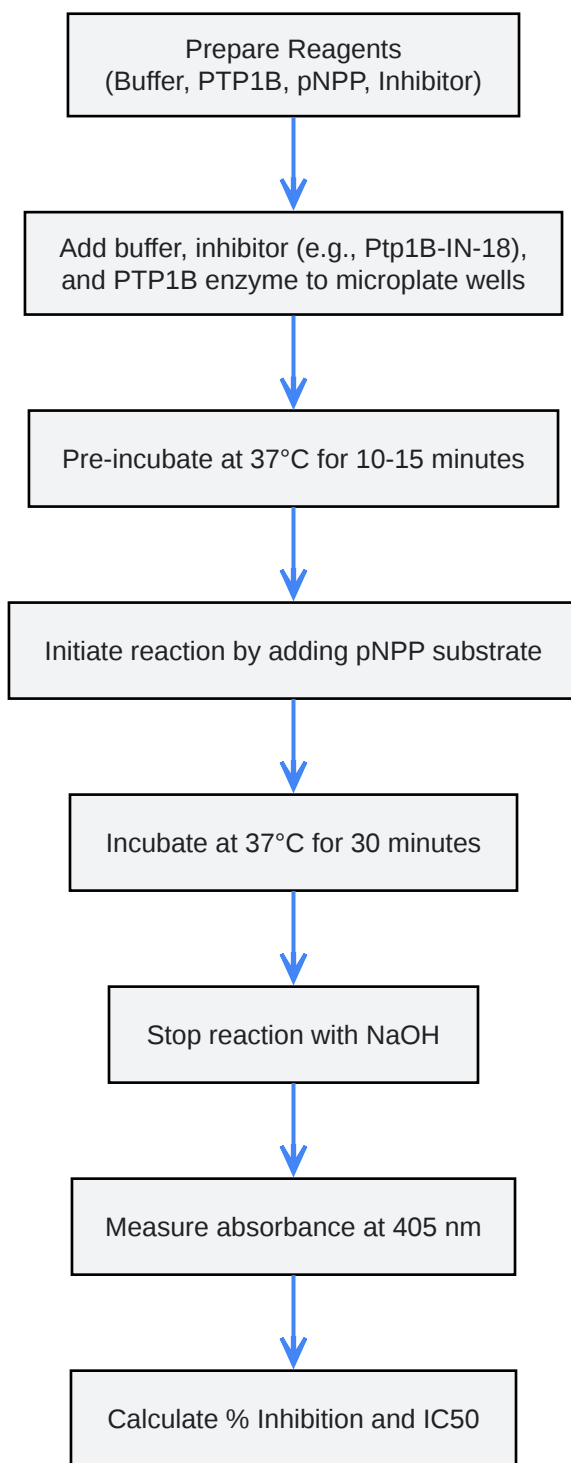 Prepare Reagents
(Buffer, PTP1B, pNPP, Inhibitor)
Add buffer, inhibitor (e.g., Ptp1B-IN-18),
and PTP1B enzyme to microplate wells
Pre-incubate at 37°C for 10-15 minutes
Initiate reaction by adding pNPP substrate
Incubate at 37°C for 30 minutes
Stop reaction with NaOH
Measure absorbance at 405 nm
Calculate % Inhibition and IC50